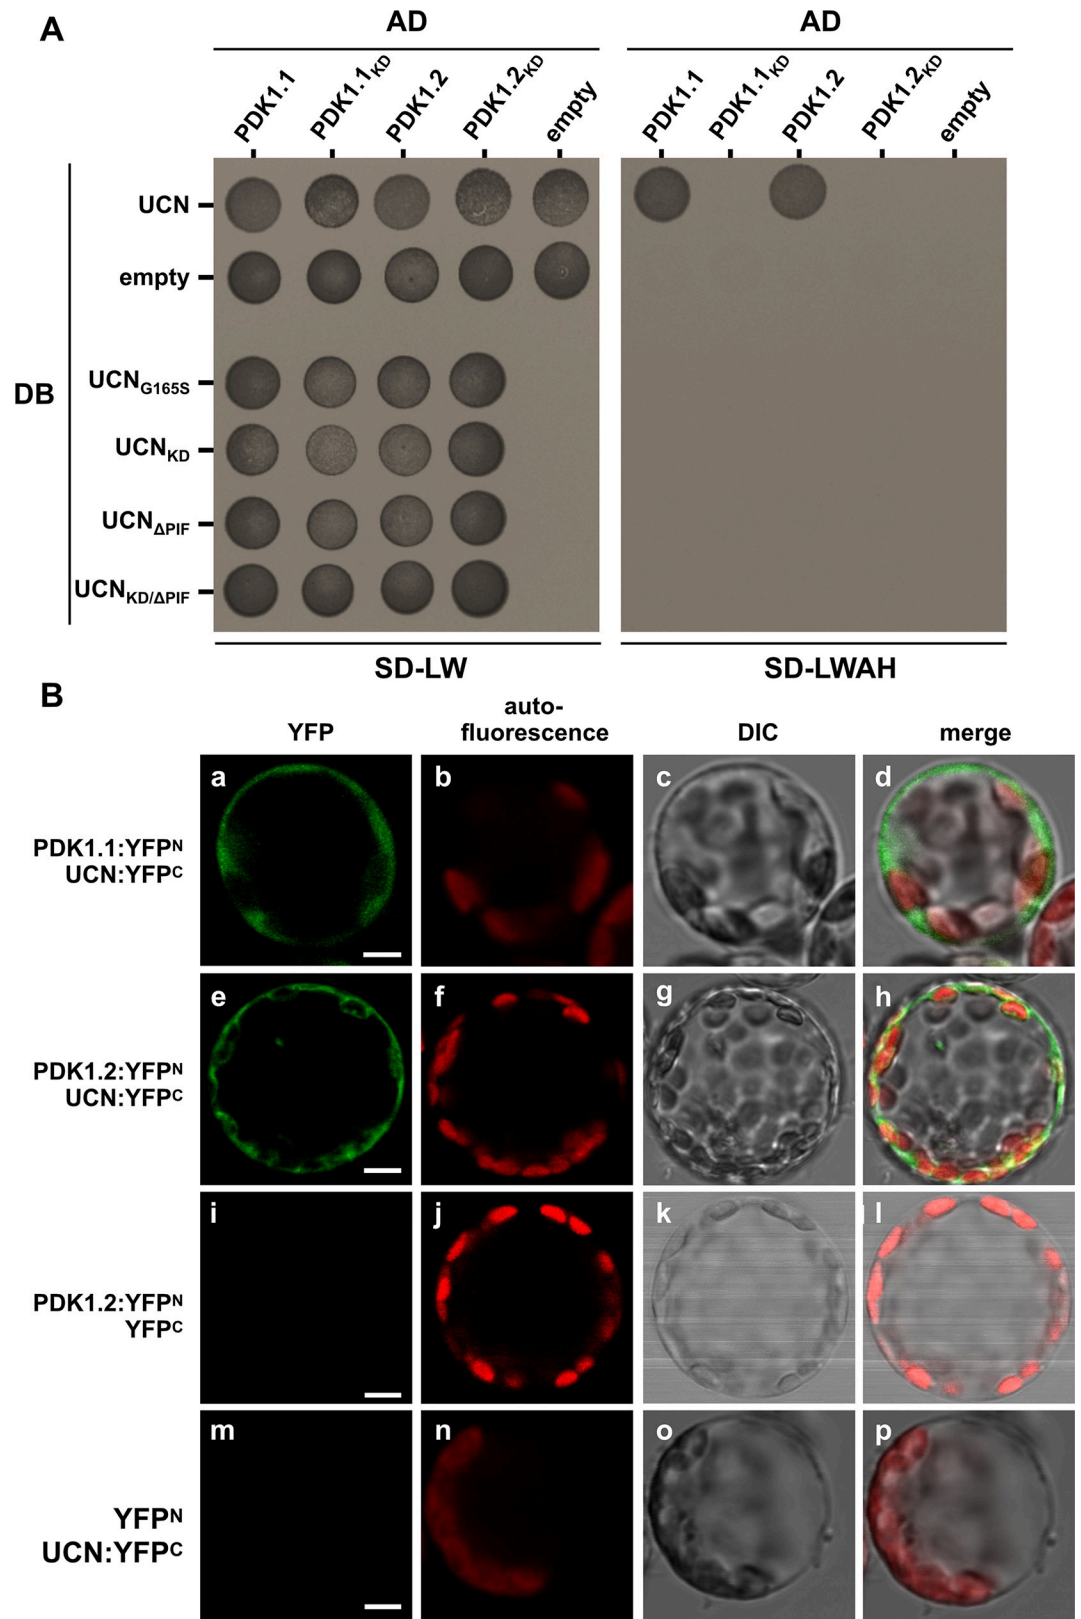 A
AD
AD
PDK1.1
PDK1.1KD
PDK1.2
PDK1.2KD
empty
PDK1.1
PDK1.1KD
PDK1.2
PDK1.2KD
empty
UCN
empty
DB
UCNG165S
UCNKD
UCNΔPIF
UCNKD/ΔPIF
SD-LW
SD-LWAH
B
YFP
auto-
fluorescence
DIC
merge
a
b
c
d
PDK1.1:YFPN
UCN:YFPC
e
f
g
h
PDK1.2:YFPN
UCN:YFPC
i
j
k
l
PDK1.2:YFPN
YFPC
m
n
o
p
YFPN
UCN:YFPC